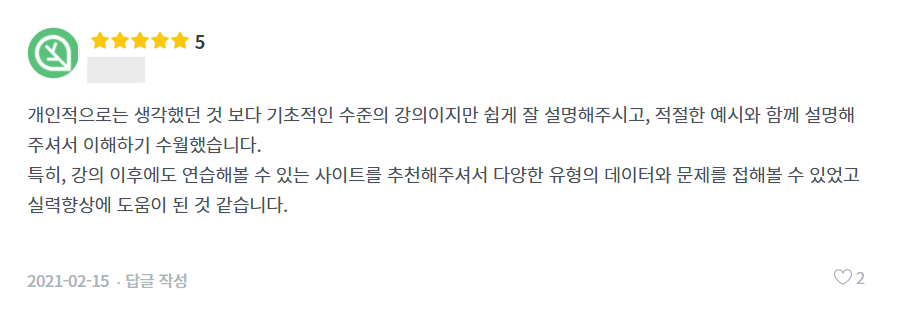 5
개인적으로는 생각했던 것 보다 기초적인 수준의 강의이지만 쉽게 잘 설명해주시고, 적절한 예시와 함께 설명해
주셔서 이해하기 수월했습니다.
특히, 강의 이후에도 연습해볼 수 있는 사이트를 추천해주셔서 다양한 유형의 데이터와 문제를 접해볼 수 있었고
실력향상에 도움이 된 것 같습니다.
2021-02-15 · 답글 작성
2